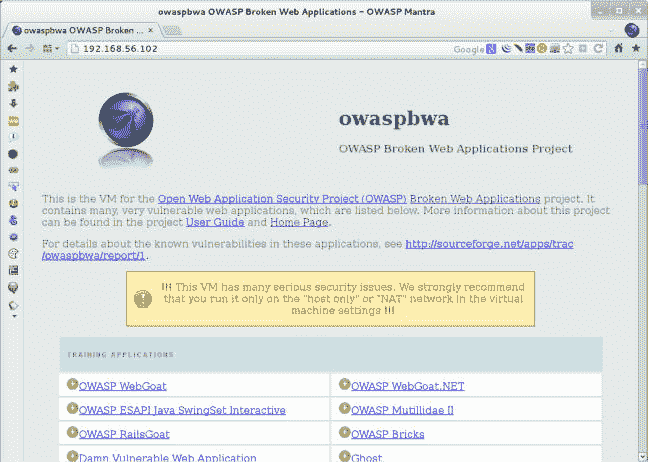 owaspbwa OWASP Broken Web Applications - OWASP Mantra
owaspbwa OWASP Broken ...
192.168.56.102
Google
owaspbwa
OWASP Broken Web Applications Project
This is the VM for the Open Web Application Security Project (OWASP) Broken Web Applications project. It
contains many, very vulnerable web applications, which are listed below. More information about this project
can be found in the project User Guide and Home Page.
For details about the known vulnerabilities in these applications, see http://sourceforge.net/apps/trac
/owaspbwa/report/1.
!!! This VM has many serious security issues. We strongly recommend
that you run it only on the "host only" or "NAT" network in the virtual
machine settings !!!
TRAINING APPLICATIONS
OWASP WebGoat
OWASP WebGoat.NET
OWASP ESAPI Java SwingSet Interactive
OWASP Mutillidae II
OWASP RailsGoat
OWASP Bricks
Damn Vulnerable Web Application
Ghost